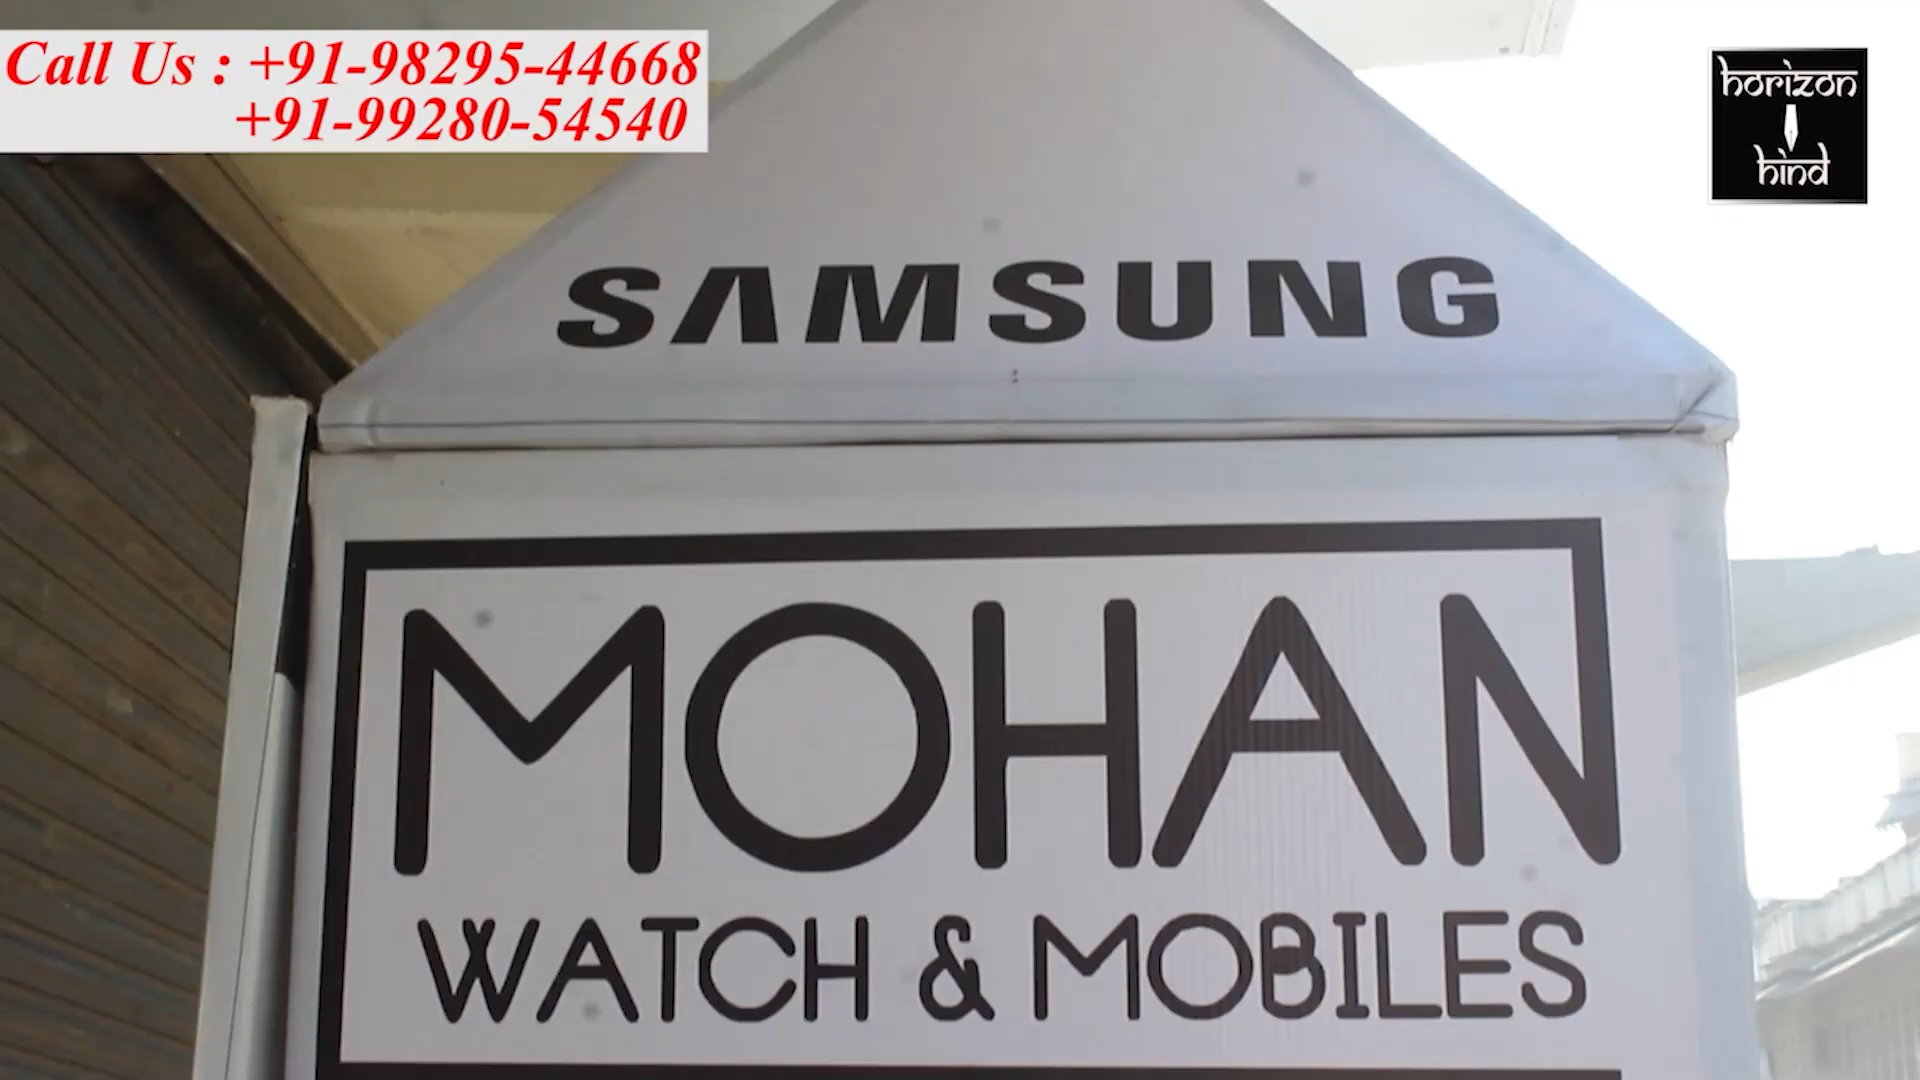 Call Us : +91-98295-44668
+91-99280-54540
horizon
hind
SAMSUNG
MOHAN
WATCH & MOBILES